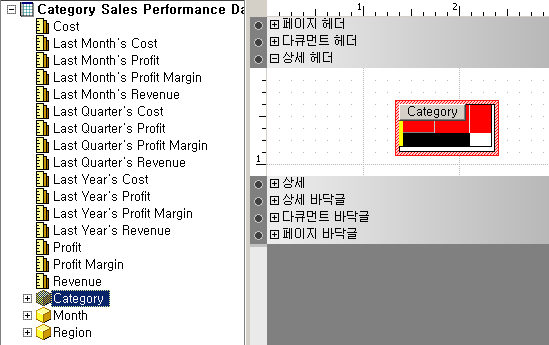 Category Sales Performance Da
Cost
Last Month's Cost
Last Month's Profit
Last Month's Profit Margin
Last Month's Revenue
Last Quarter's Cost
Last Quarter's Profit
Last Quarter's Profit Margin
Last Quarter's Revenue
Last Year's Cost
Last Year's Profit
Last Year's Profit Margin
Last Year's Revenue
Profit
Profit Margin
Revenue
Category
Month
Region
1 2
페이지 헤더
다큐먼트 헤더
상세 헤더
Category
1
상세
상세 바닥글
다큐먼트 바닥글
페이지 바닥글